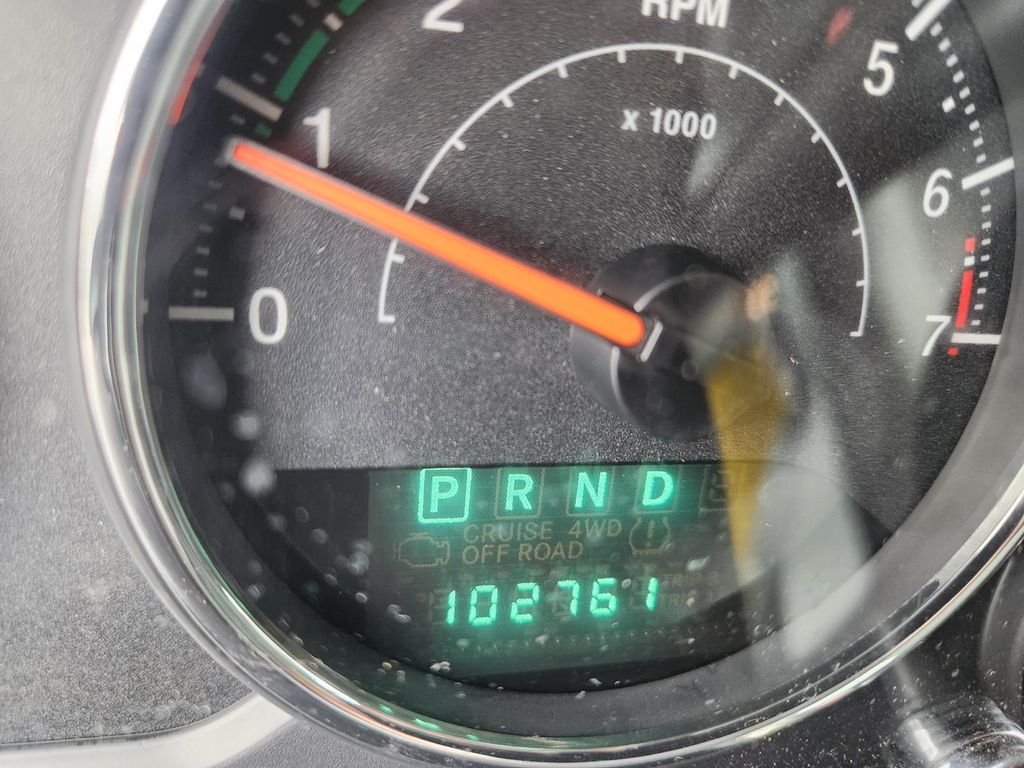 2
RPM
5
x 1000
1
6
0
7
P R N D
CRUISE 4WD
OFF ROAD
102761